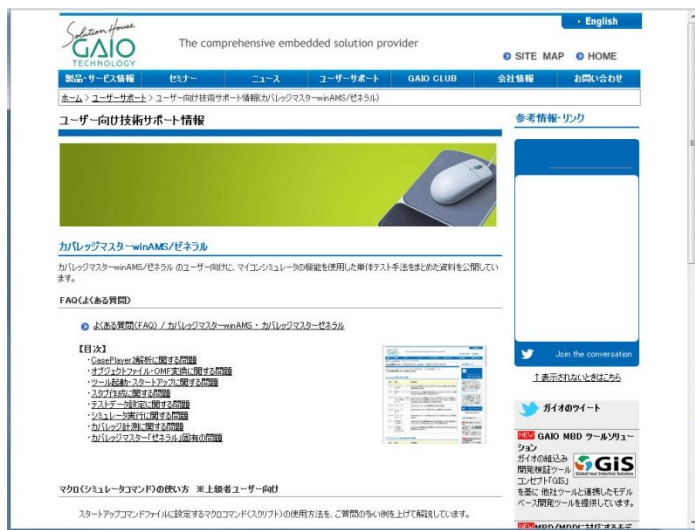 English
Solution House
GAIO
TECHNOLOGY
The comprehensive embedded solution provider
SITE MAP HOME
製品・サービス情報 セミナー ニュース ユーザーサポート GAIO CLUB 会社情報 お問い合わせ
ホーム > ユーザーサポート > ユーザー向け技術サポート情報(カバレッジマスターwinAMS/ゼネラル)
ユーザー向け技術サポート情報
参考情報・リンク
カバレッジマスターwinAMS/ゼネラル
カバレッジマスターwinAMS/ゼネラル のユーザー向けに、マイコンシミュレータの機能を使用した単体テスト手法をまとめた資料を公開してい
ます。
FAQ(よくある質問)
よくある質問(FAQ) / カバレッジマスターwinAMS・カバレッジマスターゼネラル
【目次】
・CasePlayer2解析に関する問題
・オブジェクトファイル・OMF変換に関する問題
・ツール起動・スタートアップに関する問題
・スタブ作成に関する問題
・テストデータ設定に関する問題
・シミュレータ実行に関する問題
・カバレッジ計測に関する問題
・カバレッジマスター「ゼネラル」固有の問題
マクロ(シミュレータコマンド)の使い方 ※上級者ユーザー向け
スタートアップコマンドファイルに設定するマクロコマンド(スクリプト)の使用方法を、ご質問の多い例を上げて解説しています。
Join the conversation
↑表示されないときはこちら
ガイオのツイート
NEW GAIO MBD ツールソリュー
ション
ガイオの組込み
開発検証ツール
コンセプト「GIS」
GiS
を基に 他社ツールと連携したモデル
ベース開発ツールを提供しています。